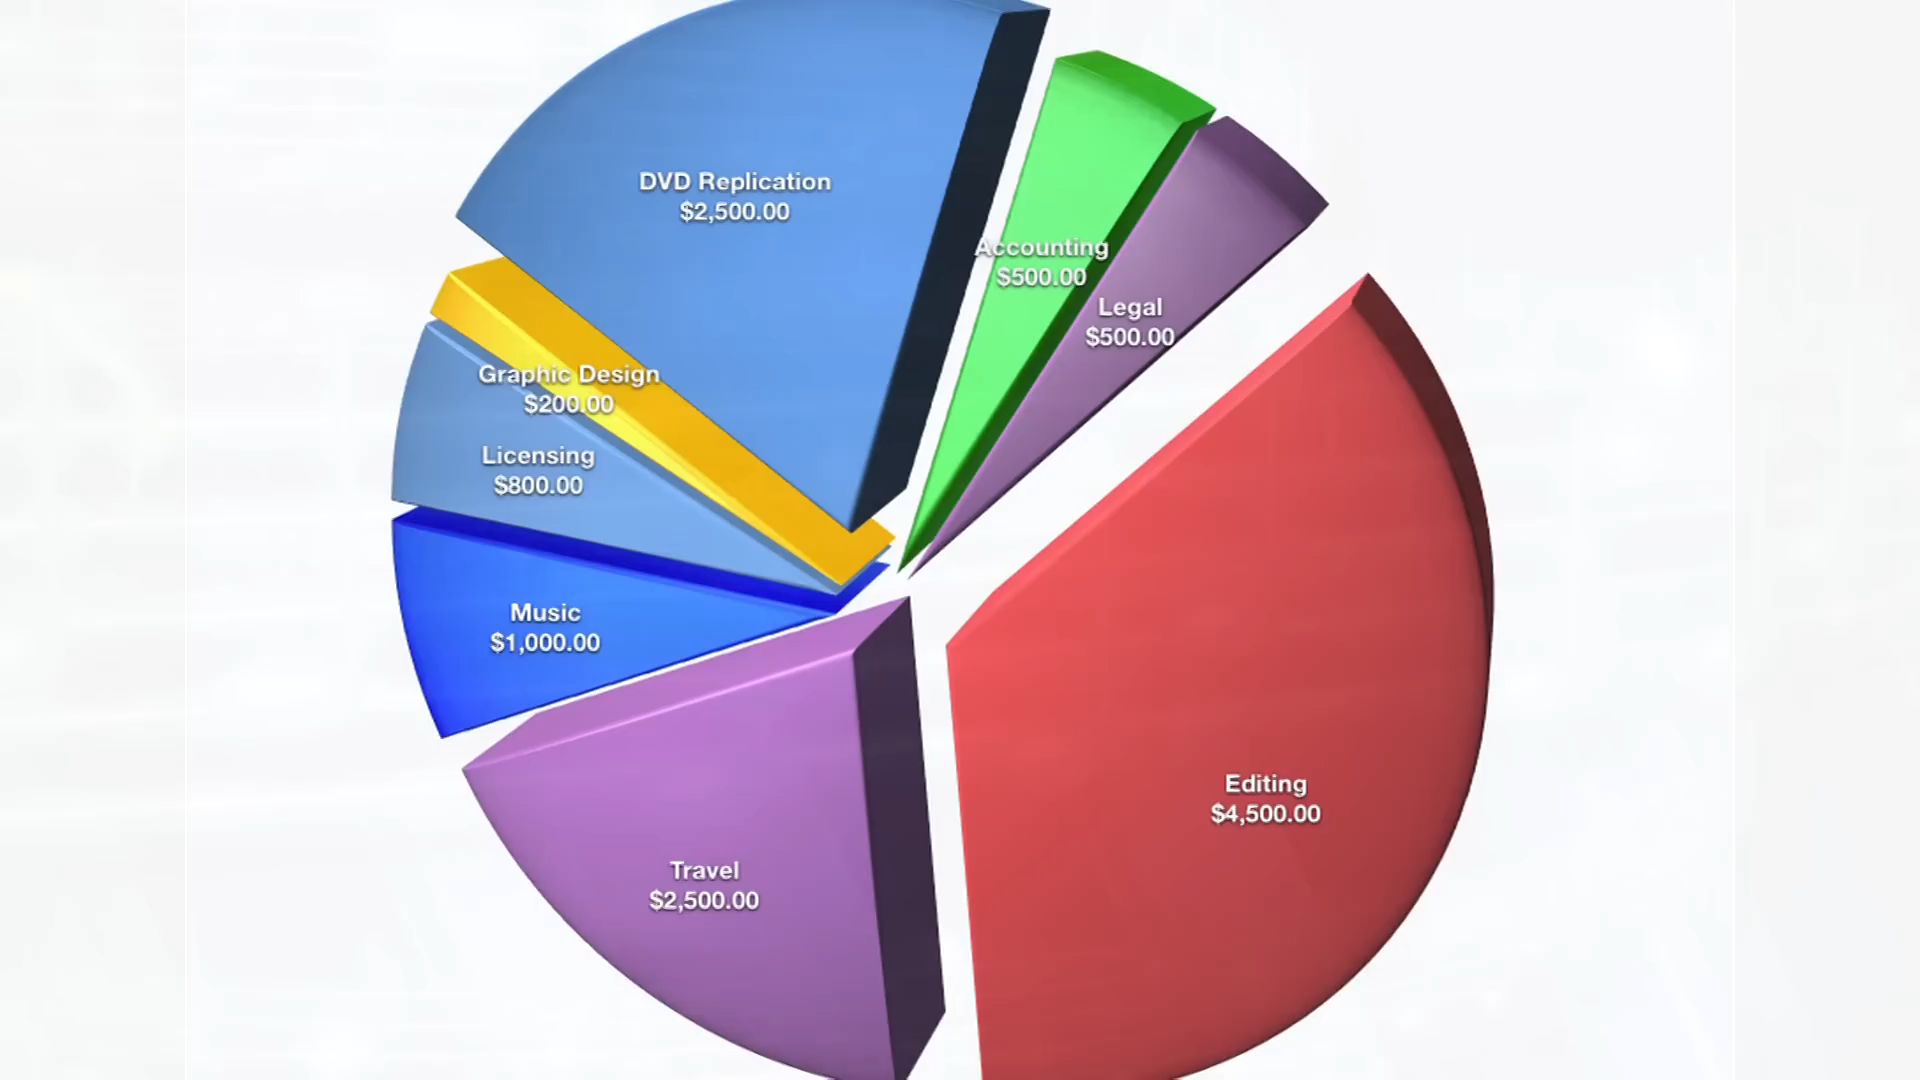 DVD Replication
$2,500.00
Accounting
$500.00
Legal
$500.00
Graphic Design
$200.00
Licensing
$800.00
Music
$1,000.00
Editing
$4,500.00
Travel
$2,500.00